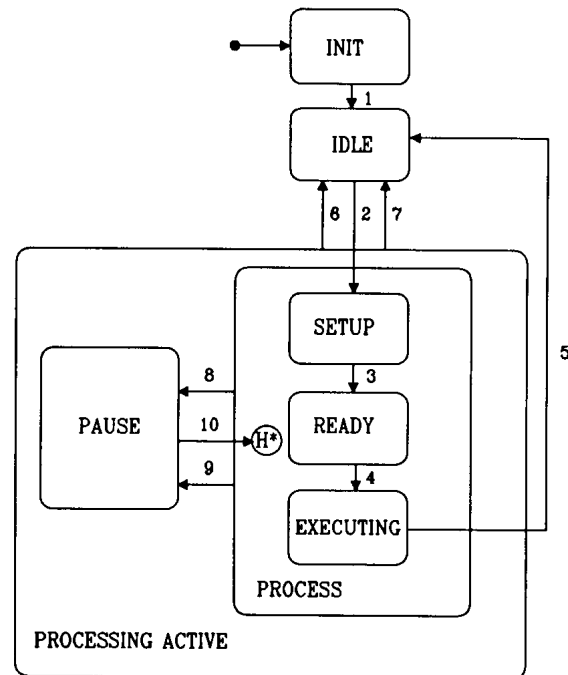 INIT
1
IDLE
6 2 7
SETUP
5
3
8
READY
PAUSE
10
H*
9
4
EXECUTING
PROCESS
PROCESSING ACTIVE